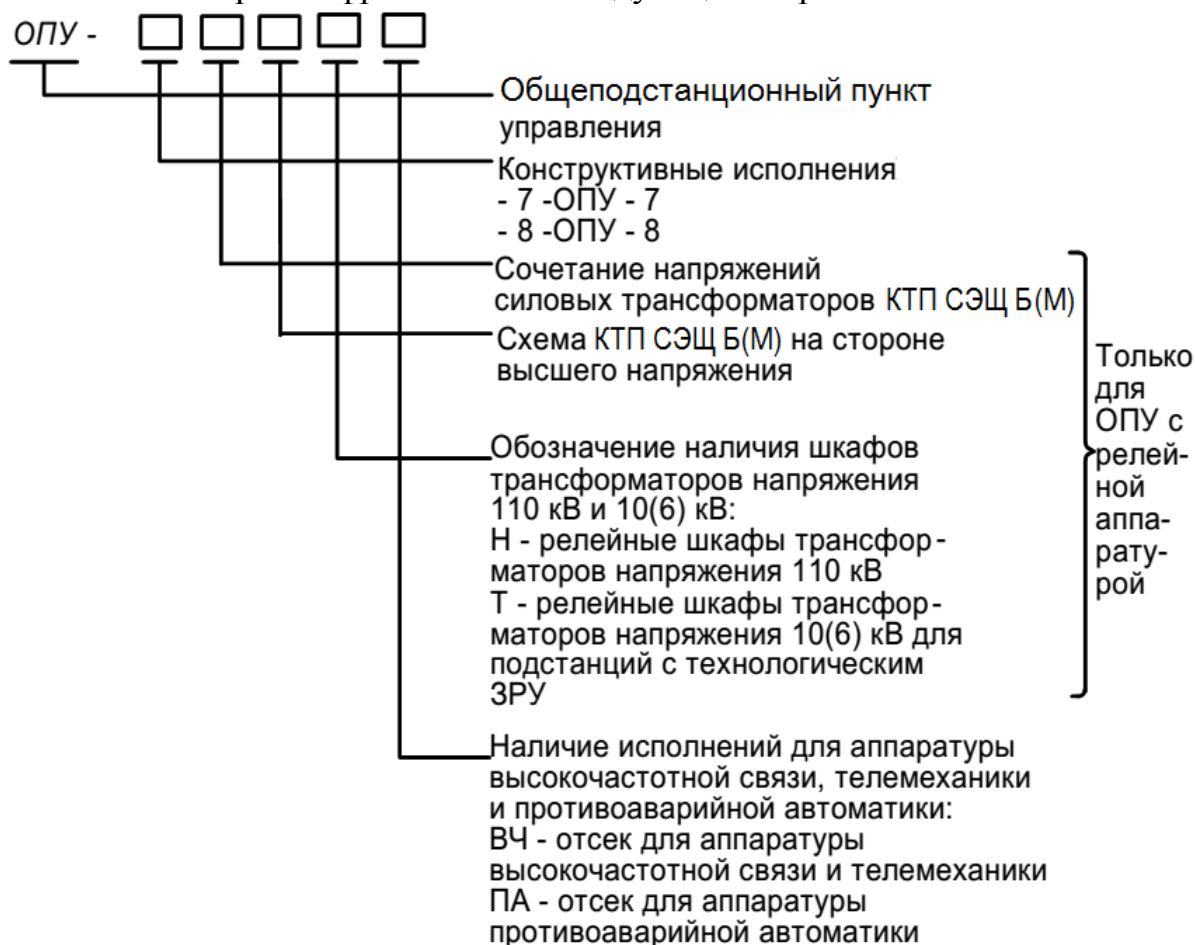 ОПУ -
Общеподстанционный пункт
управления
Конструктивные исполнения
- 7 -ОПУ - 7
- 8 -ОПУ - 8
Сочетание напряжений
силовых трансформаторов КТП СЭЩ Б(М)
Схема КТП СЭЩ Б(М) на стороне
высшего напряжения
Обозначение наличия шкафов
трансформаторов напряжения
110 кВ и 10(6) кВ:
Н - релейные шкафы трансфор-
маторов напряжения 110 кВ
Т - релейные шкафы трансфор-
маторов напряжения 10(6) кВ для
подстанций с технологическим
ЗРУ
Только
для
ОПУ с
релей-
ной
аппа-
рату-
рой
Наличие исполнений для аппаратуры
высокочастотной связи, телемеханики
и противоаварийной автоматики:
ВЧ - отсек для аппаратуры
высокочастотной связи и телемеханики
ПА - отсек для аппаратуры
противоаварийной автоматики